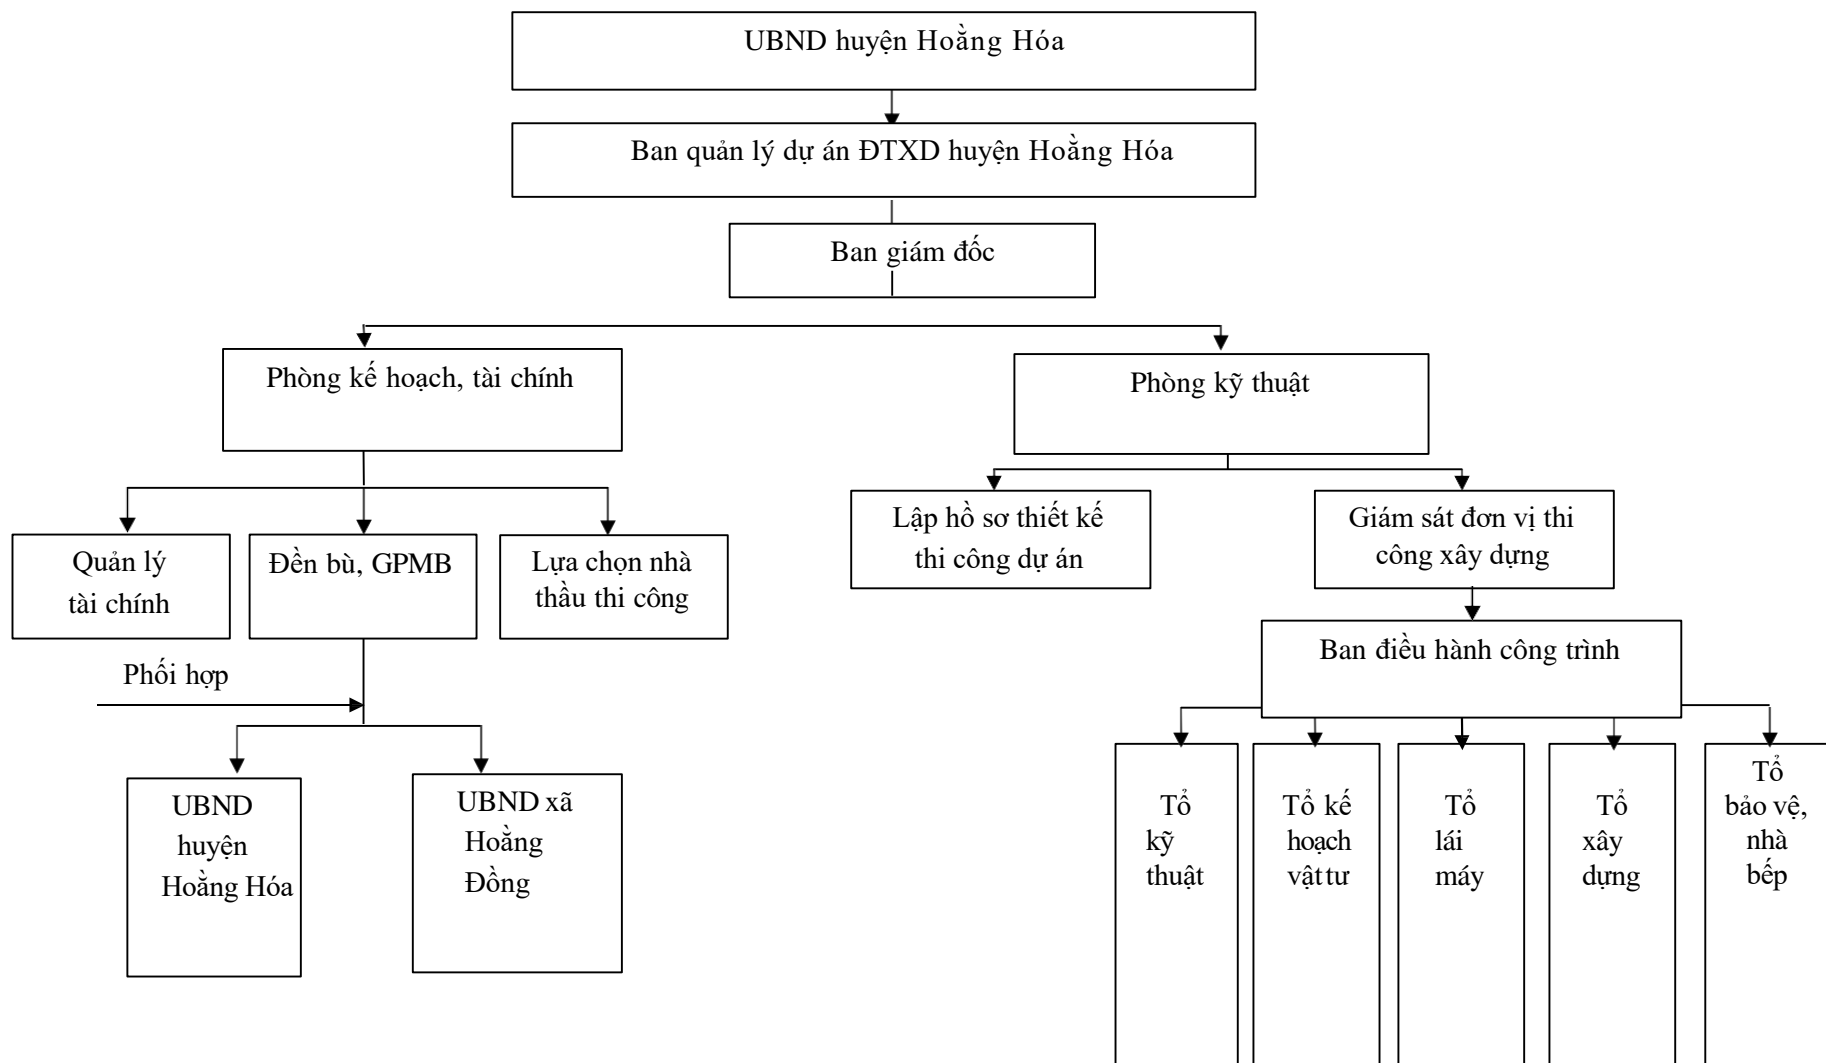 UBND huyện Hoằng Hóa
Ban quản lý dự án ĐTXD huyện Hoằng Hóa
Ban giám đốc
Phòng kế hoạch, tài chính
Phòng kỹ thuật
Quản lý
tài chính
Đền bù, GPMB
Lựa chọn nhà
thầu thi công
Lập hồ sơ thiết kế
thi công dự án
Giám sát đơn vị thi
công xây dựng
Ban điều hành công trình
Phối hợp
UBND
huyện
Hoằng Hóa
UBND xã
Hoằng
Đồng
Tổ
kỹ
thuật
Tổ kế
hoạch
vật tư
Tổ
lái
máy
Tổ
xây
dựng
Tổ
bảo vệ,
nhà
bếp